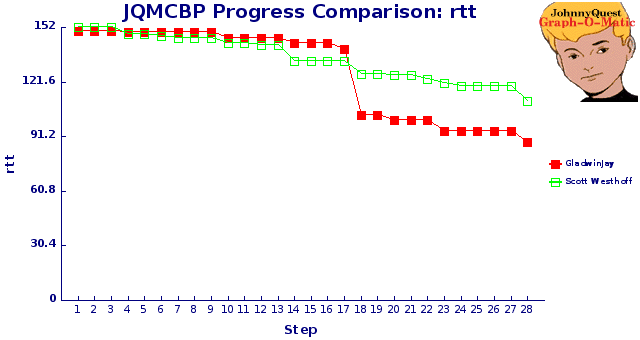 JQMCBP Progress Comparison: rtt
JohnnyQuest
Graph-O-Matic
152
121.6
91.2
60.8
30.4
0
rtt
1 2 3 4 5 6 7 8 9 10 11 12 13 14 15 16 17 18 19 20 21 22 23 24 25 26 27 28
Step
GladwinJay
Scott Westhoff